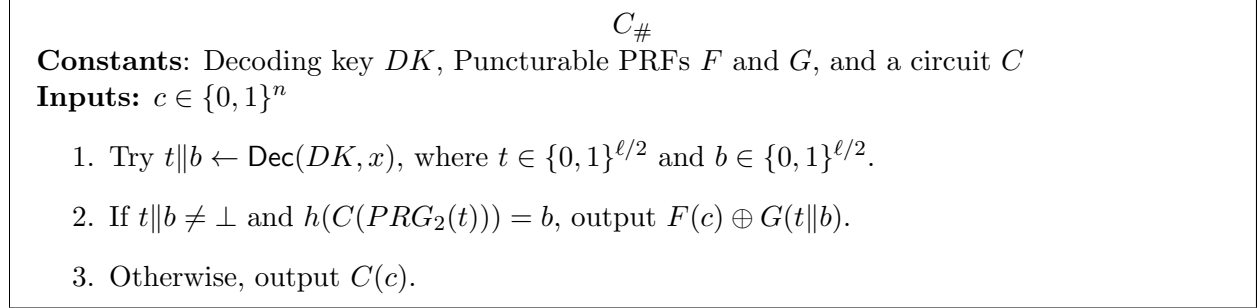 C_#
Constants: Decoding key DK, Puncturable PRFs F and G, and a circuit C
Inputs: c ∈ {0, 1}^n
1. Try t∥b ← Dec(DK, x), where t ∈ {0, 1}^{ℓ/2} and b ∈ {0, 1}^{ℓ/2}.
2. If t∥b ≠ ⊥ and h(C(PRG_2(t))) = b, output F(c) ⊕ G(t∥b).
3. Otherwise, output C(c).